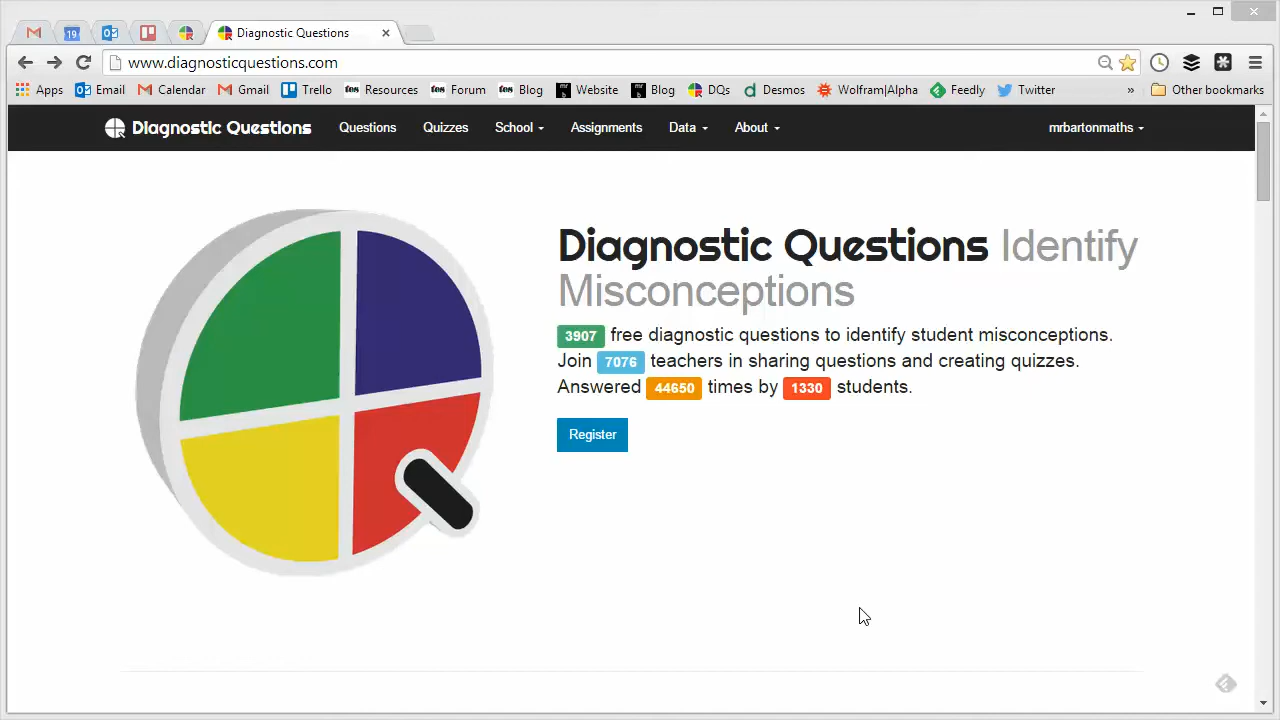 Diagnostic Questions
www.diagnosticquestions.com
Apps Email Calendar Gmail Trello Resources Forum Blog Website Blog DQs Desmos Wolfram|Alpha Feedly Twitter » Other bookmarks
Diagnostic Questions Questions Quizzes School Assignments Data About mrbartonmaths
Diagnostic Questions Identify
Misconceptions
3907 free diagnostic questions to identify student misconceptions.
Join 7076 teachers in sharing questions and creating quizzes.
Answered 44650 times by 1330 students.
Register